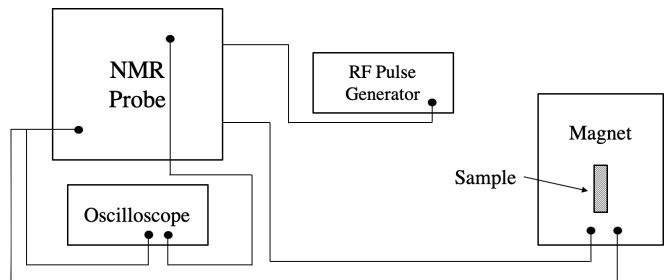 NMR
Probe
RF Pulse
Generator
Magnet
Sample
Oscilloscope